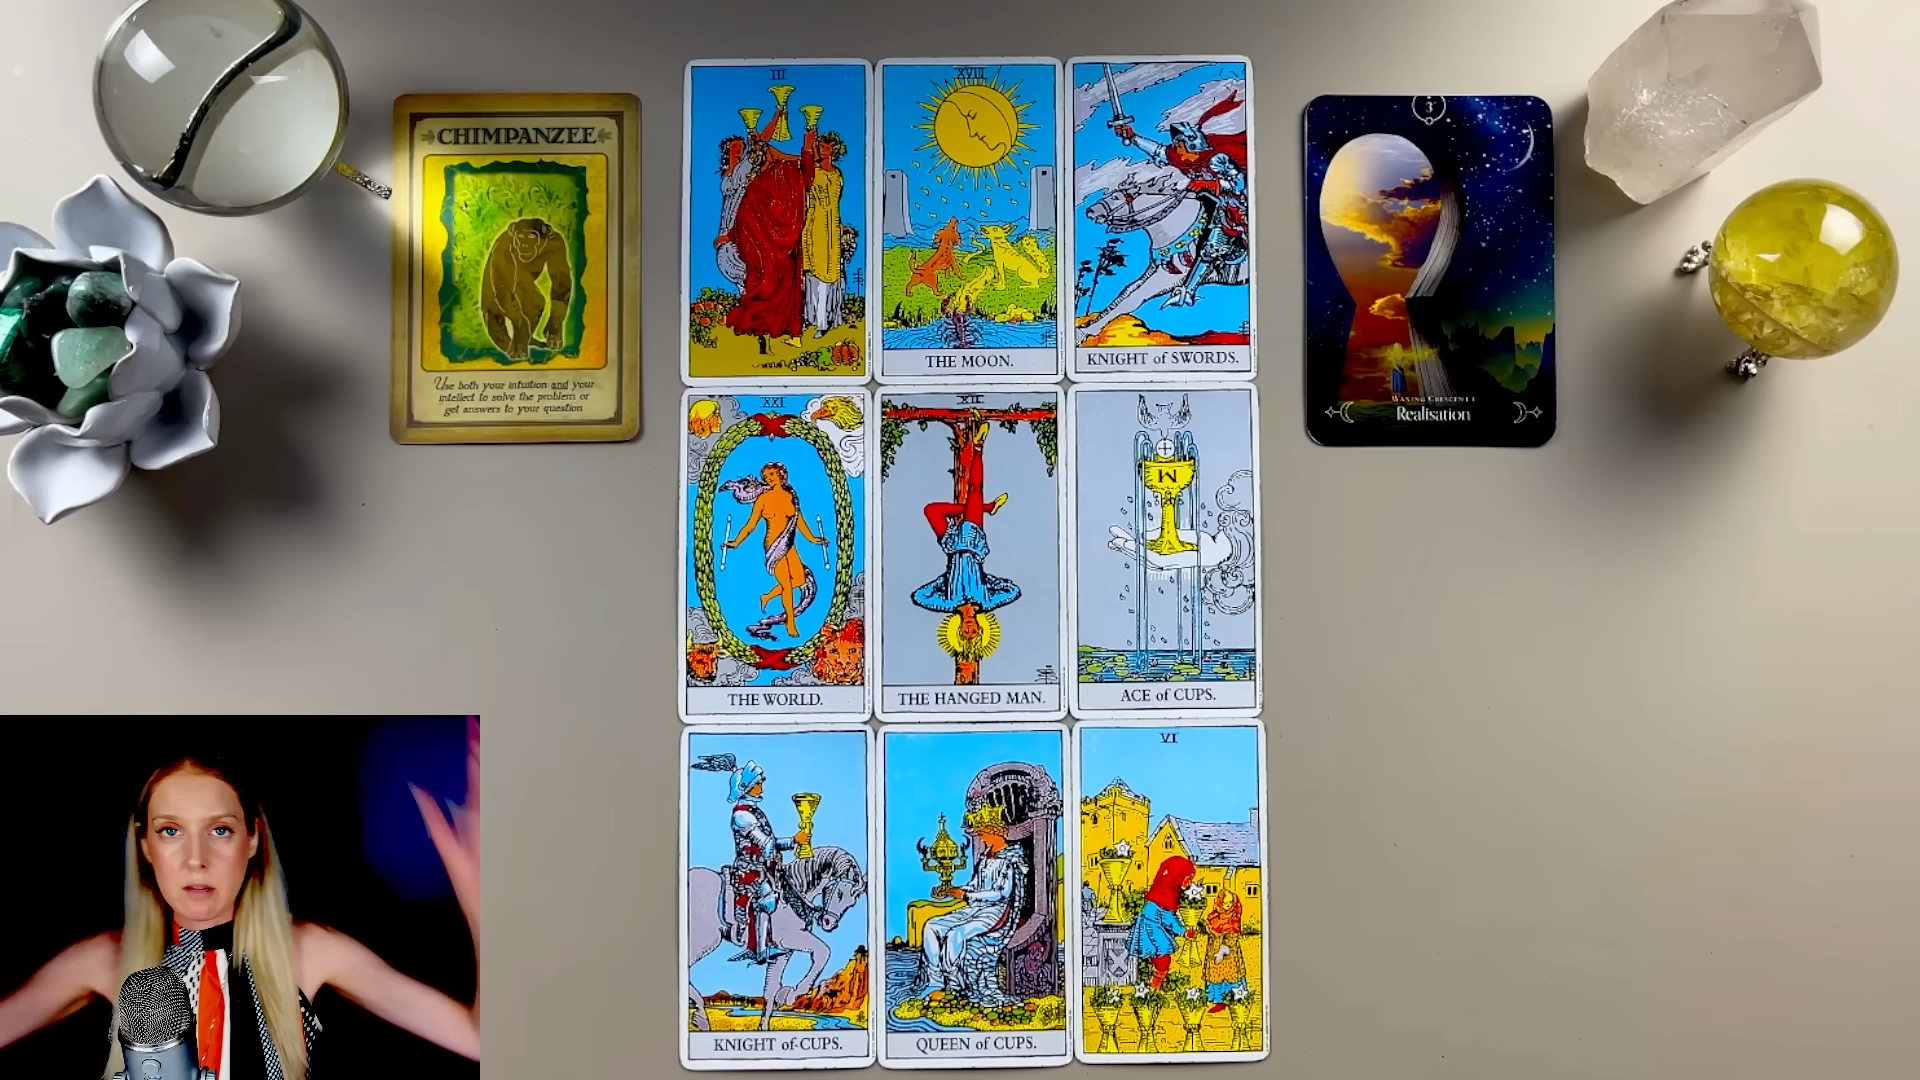 III
XVIII
THE MOON.
KNIGHT of SWORDS.
CHIMPANZEE
Use both your intuition and your
intellect to solve the problem or
get answers to your question
3
WAXING CRESCENT
Realisation
XXI
THE WORLD.
XII
THE HANGED MAN.
M
ACE of CUPS.
KNIGHT of CUPS.
QUEEN of CUPS.
VI